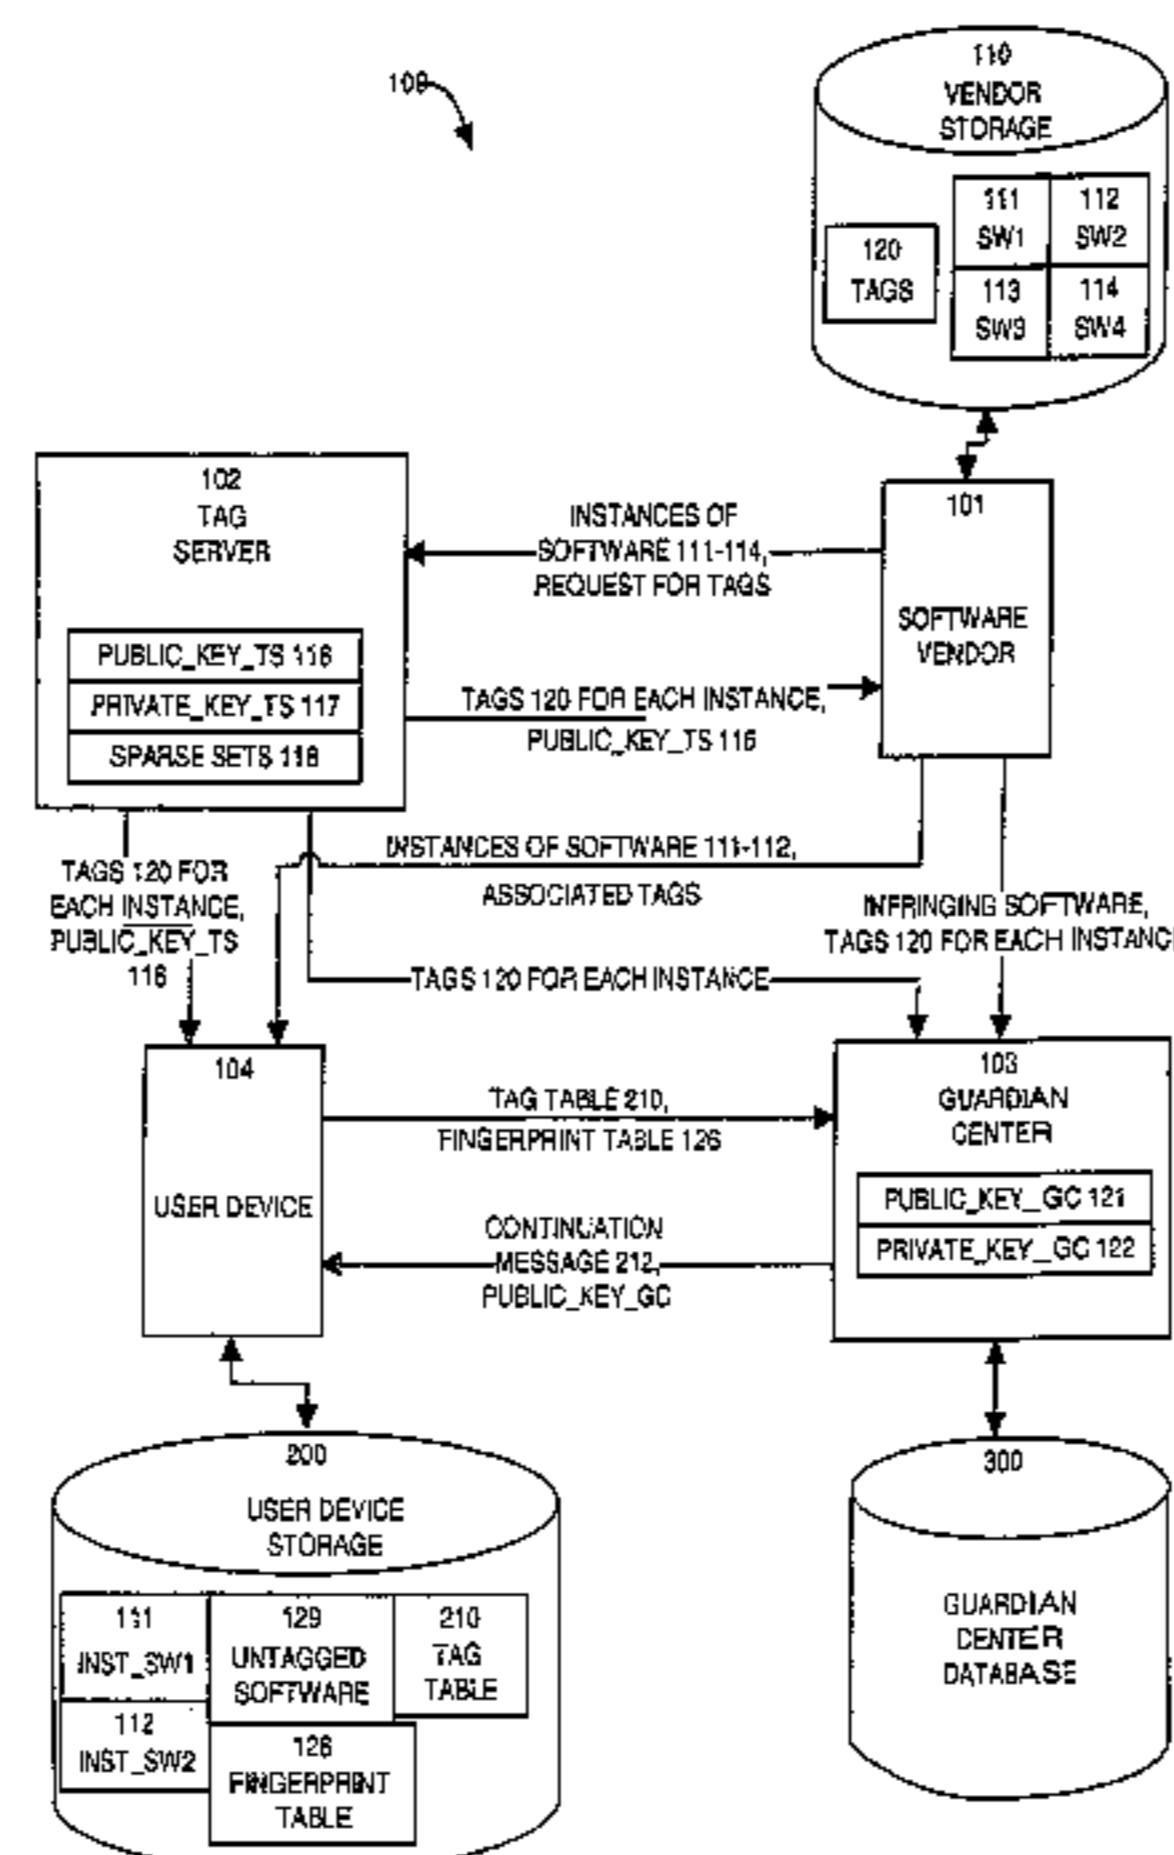 109
110
VENDOR
STORAGE
111
SW1
112
SW2
120
TAGS
113
SW3
114
SW4
102
TAG
SERVER
PUBLIC_KEY_TS 116
PRIVATE_KEY_TS 117
SPARSE SETS 118
INSTANCES OF
SOFTWARE 111-114,
REQUEST FOR TAGS
101
SOFTWARE
VENDOR
TAGS 120 FOR EACH INSTANCE,
PUBLIC_KEY_TS 116
TAGS 120 FOR
EACH INSTANCE,
PUBLIC_KEY_TS
116
INSTANCES OF SOFTWARE 111-112,
ASSOCIATED TAGS
INFRINGING SOFTWARE,
TAGS 120 FOR EACH INSTANC
TAGS 120 FOR EACH INSTANCE
104
USER DEVICE
TAG TABLE 210,
FINGERPRINT TABLE 126
CONTINUATION
MESSAGE 212,
PUBLIC_KEY_GC
103
GUARDIAN
CENTER
PUBLIC_KEY_GC 121
PRIVATE_KEY_GC 122
200
USER DEVICE
STORAGE
111
INST_SW1
112
INST_SW2
129
UNTAGGED
SOFTWARE
210
TAG
TABLE
126
FINGERPRINT
TABLE
300
GUARDIAN
CENTER
DATABASE